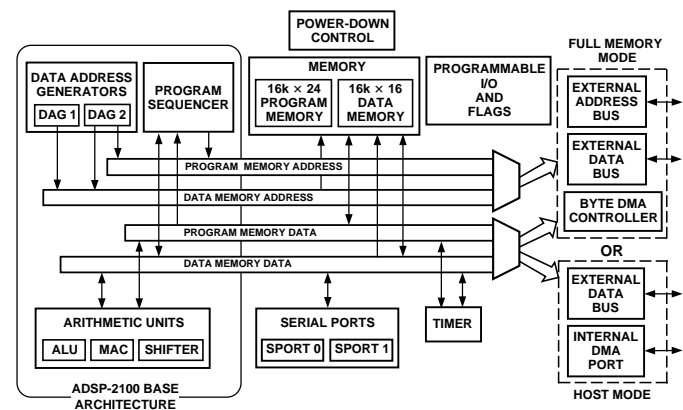 POWER-DOWN
CONTROL
FULL MEMORY
MODE
DATA ADDRESS
GENERATORS
DAG 1
DAG 2
PROGRAM
SEQUENCER
MEMORY
16k × 24
PROGRAM
MEMORY
16k × 16
DATA
MEMORY
PROGRAMMABLE
I/O
AND
FLAGS
EXTERNAL
ADDRESS
BUS
EXTERNAL
DATA
BUS
BYTE DMA
CONTROLLER
PROGRAM MEMORY ADDRESS
DATA MEMORY ADDRESS
PROGRAM MEMORY DATA
DATA MEMORY DATA
OR
EXTERNAL
DATA
BUS
INTERNAL
DMA
PORT
HOST MODE
ARITHMETIC UNITS
ALU
MAC
SHIFTER
SERIAL PORTS
SPORT 0
SPORT 1
TIMER
ADSP-2100 BASE
ARCHITECTURE